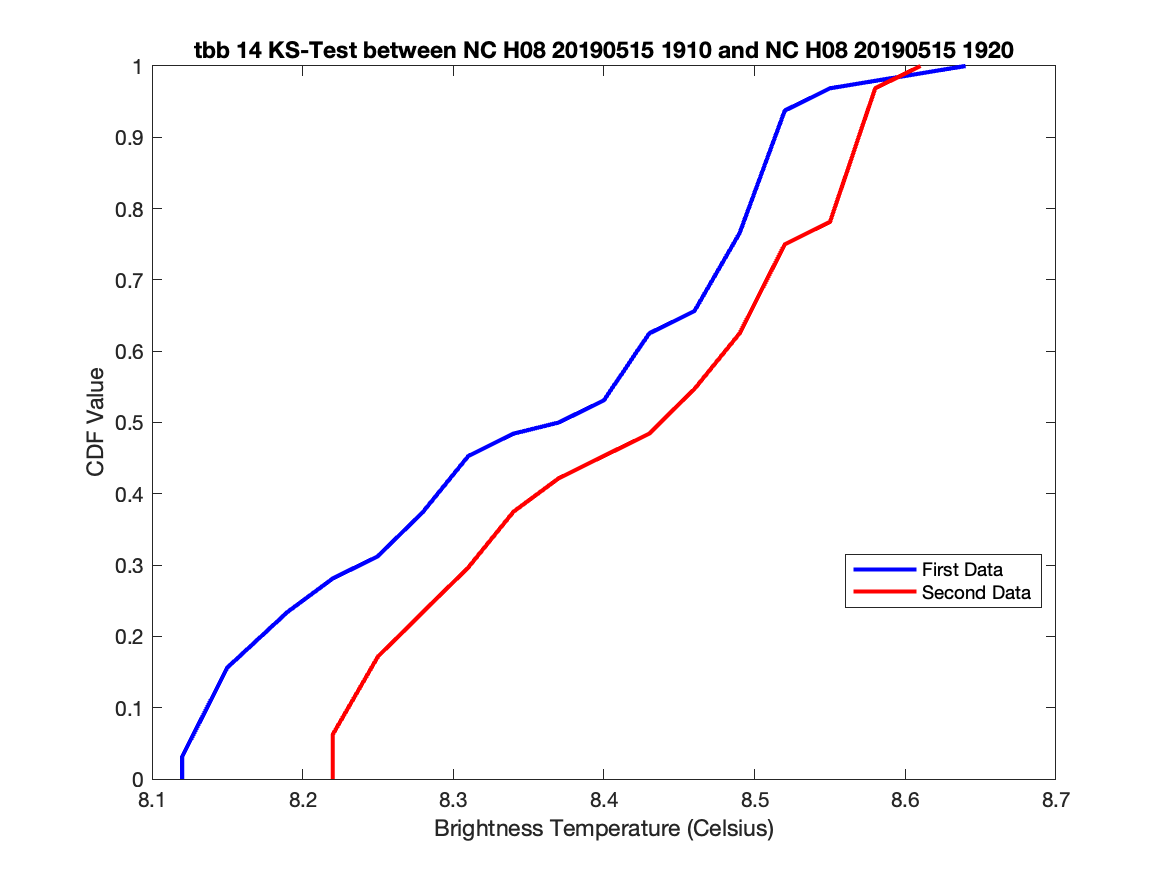 tbb 14 KS-Test between NC H08 20190515 1910 and NC H08 20190515 1920
1
0.9
0.8
0.7
0.6
0.5
0.4
0.3
0.2
0.1
0
CDF Value
First Data
Second Data
8.1 8.2 8.3 8.4 8.5 8.6 8.7
Brightness Temperature (Celsius)